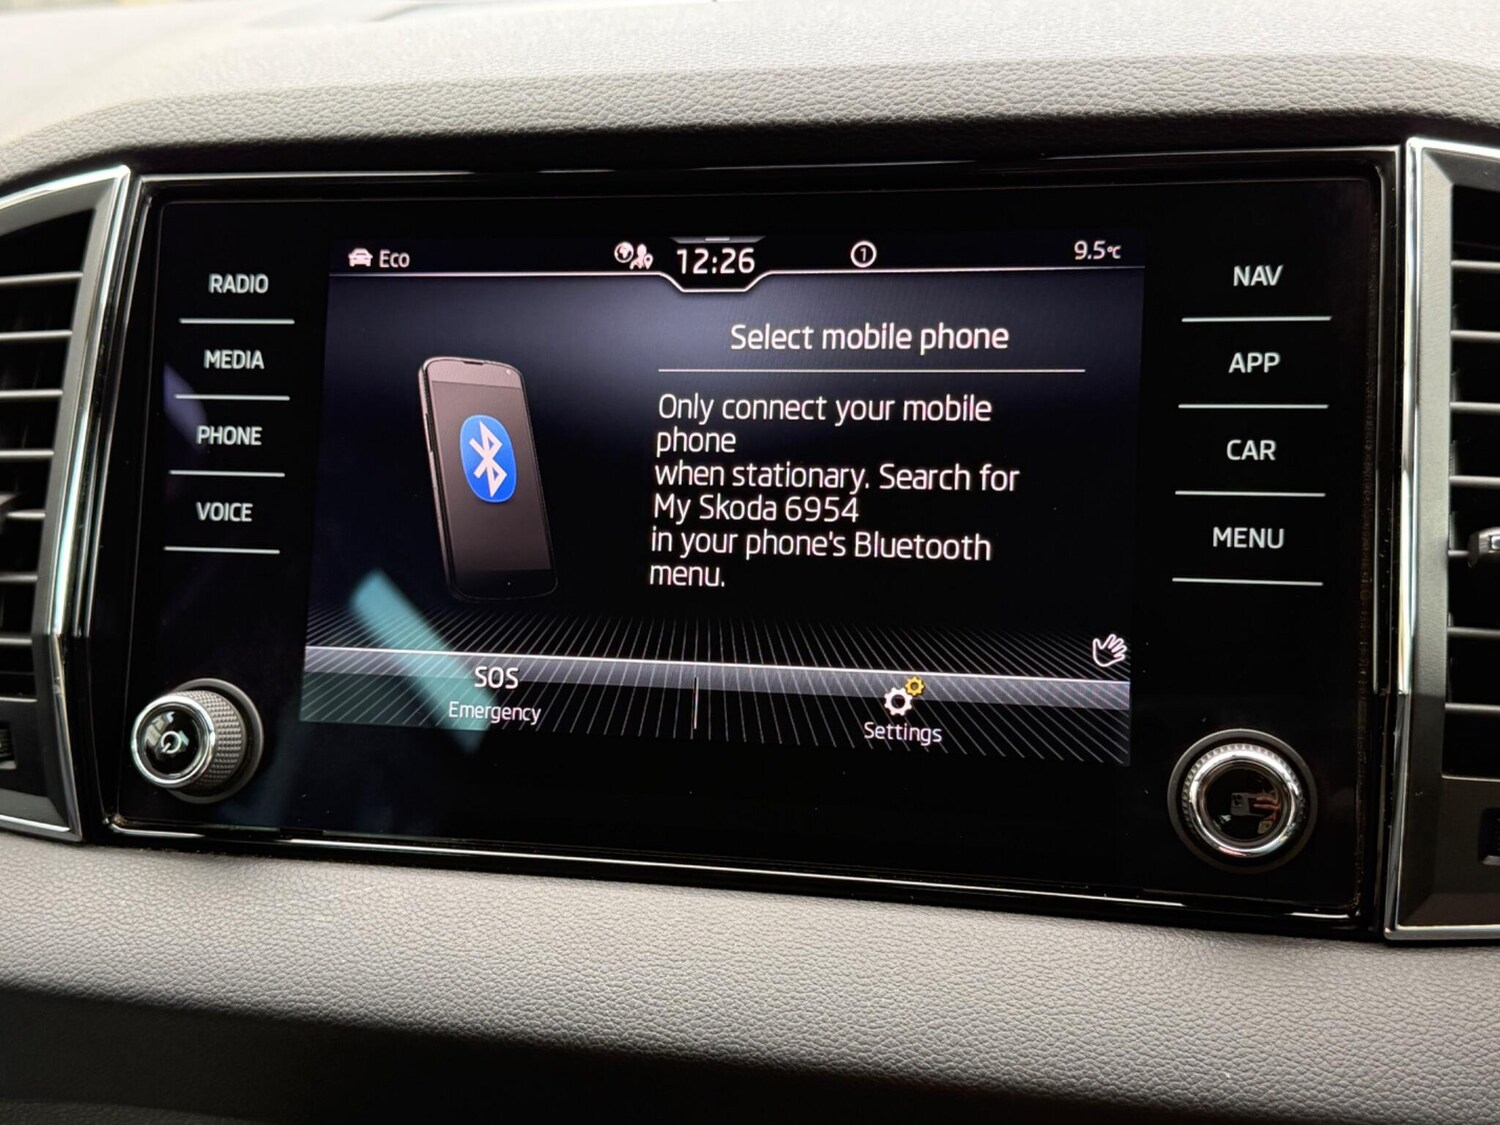 Eco
12:26
1
9.5°C
RADIO
MEDIA
PHONE
VOICE
Select mobile phone
Only connect your mobile
phone
when stationary. Search for
My Skoda 6954
in your phone's Bluetooth
menu.
SOS
Emergency
Settings
NAV
APP
CAR
MENU